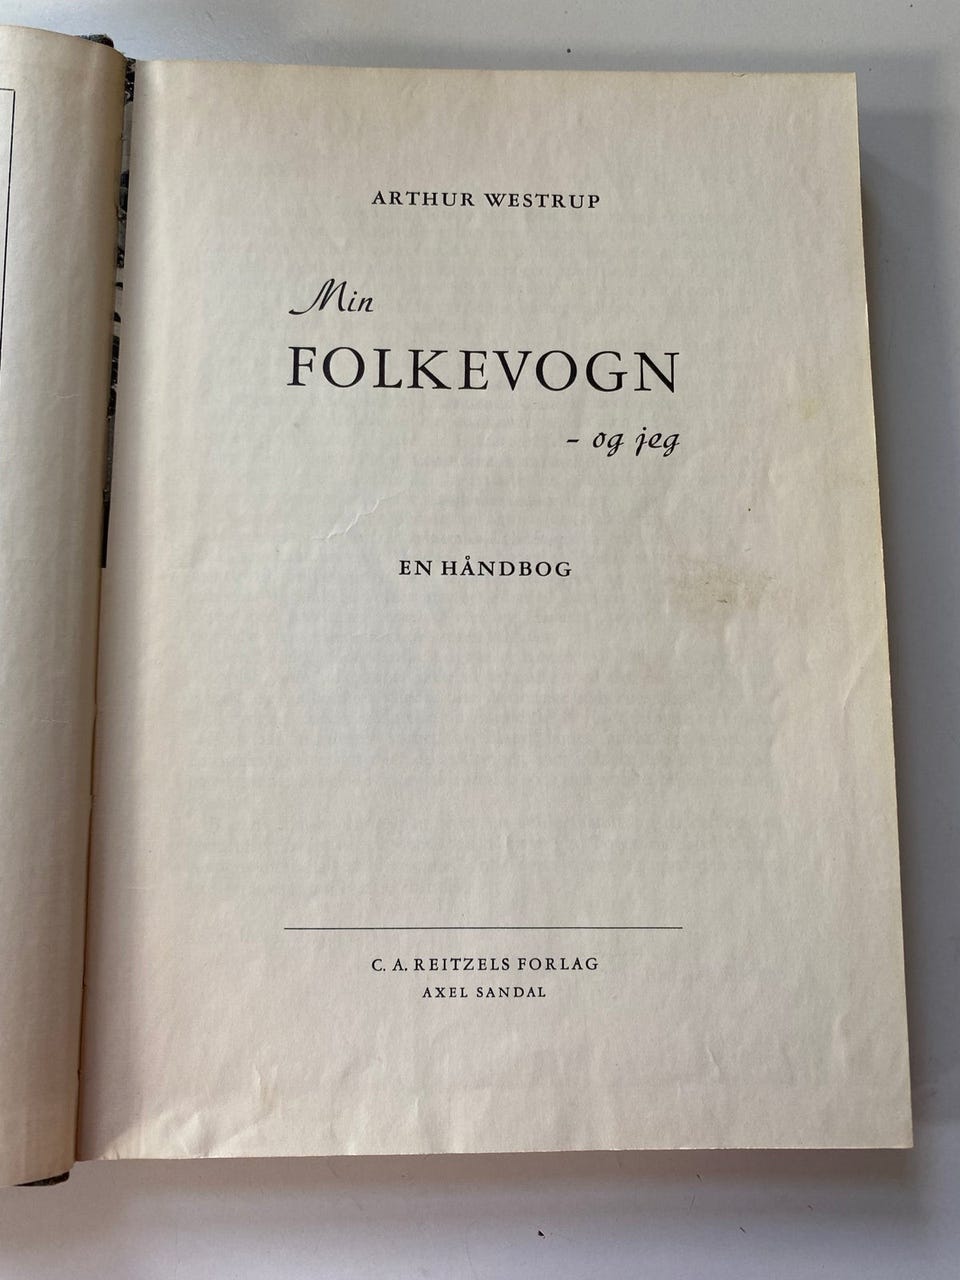 ARTHUR WESTRUP
Min
FOLKEVOGN
- og jeg
EN HÅNDBOG
C. A. REITZELS FORLAG
AXEL SANDAL